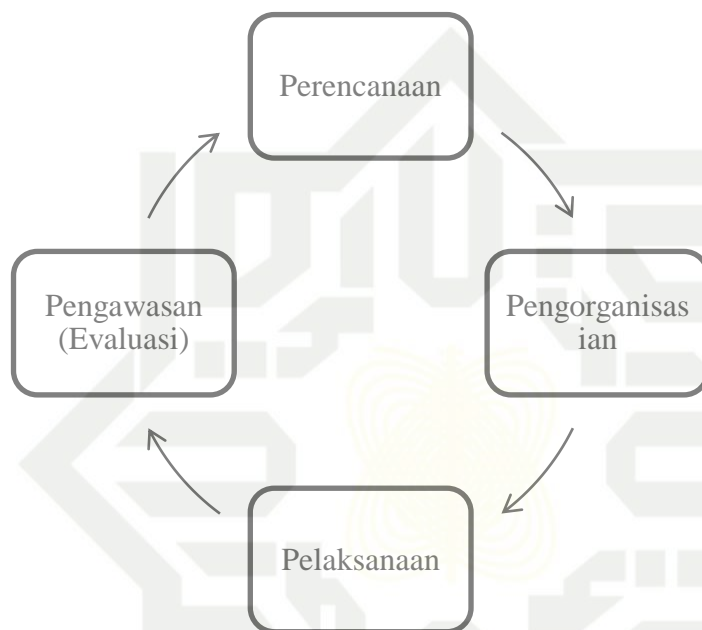 Perencanaan
Pengorganisas
ian
Pelaksanaan
Pengawasan
(Evaluasi)